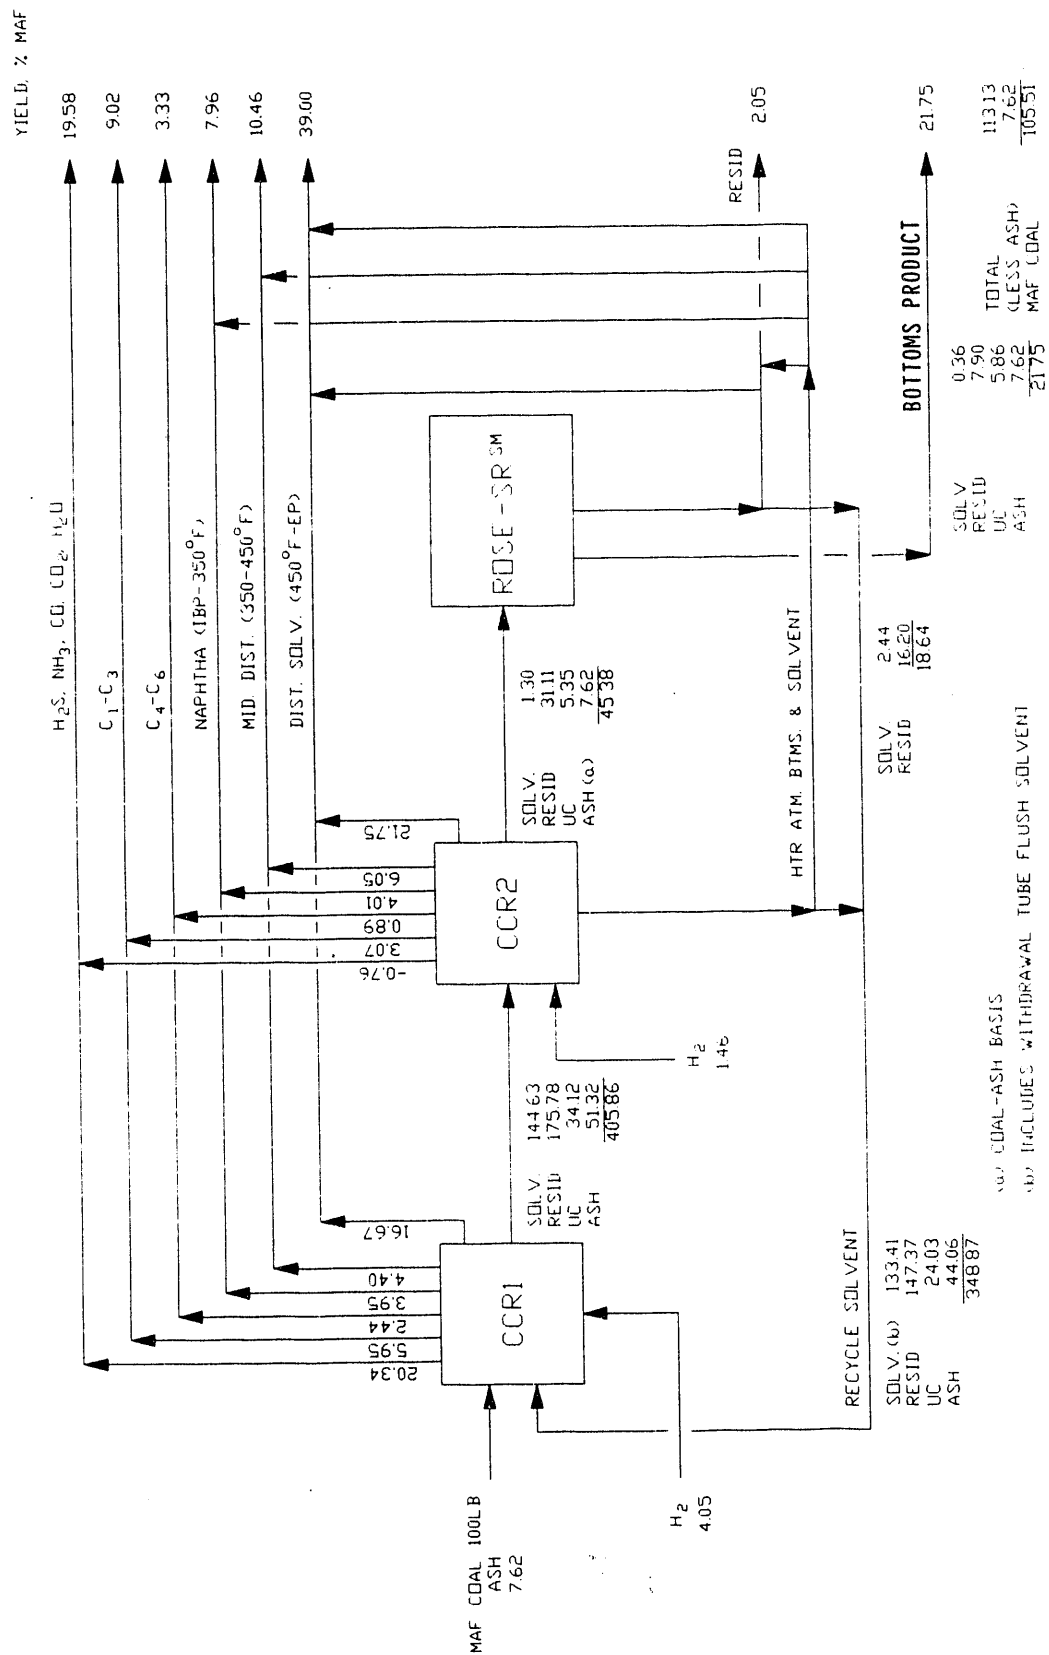 YIELD, % MAF
H2S, NH3, CO, CO2, H2O 19.58
C1-C3 9.02
C4-C6 3.33
NAPHTHA (IBP-350°F) 7.96
MID. DIST. (350-450°F) 10.46
DIST. SOLV. (450°F-EP) 39.00
20.34
5.95
2.44
3.95
4.40
16.67
-0.76
3.07
0.89
4.01
6.05
21.75
MAF COAL 100LB
ASH
7.62
CCR1
H2
4.05
SOLV. 144.63
RESID 175.78
UC 34.12
ASH 51.32
405.86
CCR2
H2
1.46
SOLV. 1.30
RESID 31.11
UC 5.35
ASH (a) 7.62
45.38
ROSE-SR SM
RESID 2.05
HTR ATM. BTMS. & SOLVENT
RECYCLE SOLVENT
SOLV.(b) 133.41
RESID 147.37
UC 24.03
ASH 44.06
348.87
SOLV. 2.44
RESID 16.20
18.64
BOTTOMS PRODUCT 21.75
SOLV 0.36
RESID 7.90
UC 5.86
ASH 7.62
21.75
TOTAL 113.13
(LESS ASH) 7.62
MAF COAL 105.51
(a) COAL-ASH BASIS
(b) INCLUDES WITHDRAWAL TUBE FLUSH SOLVENT